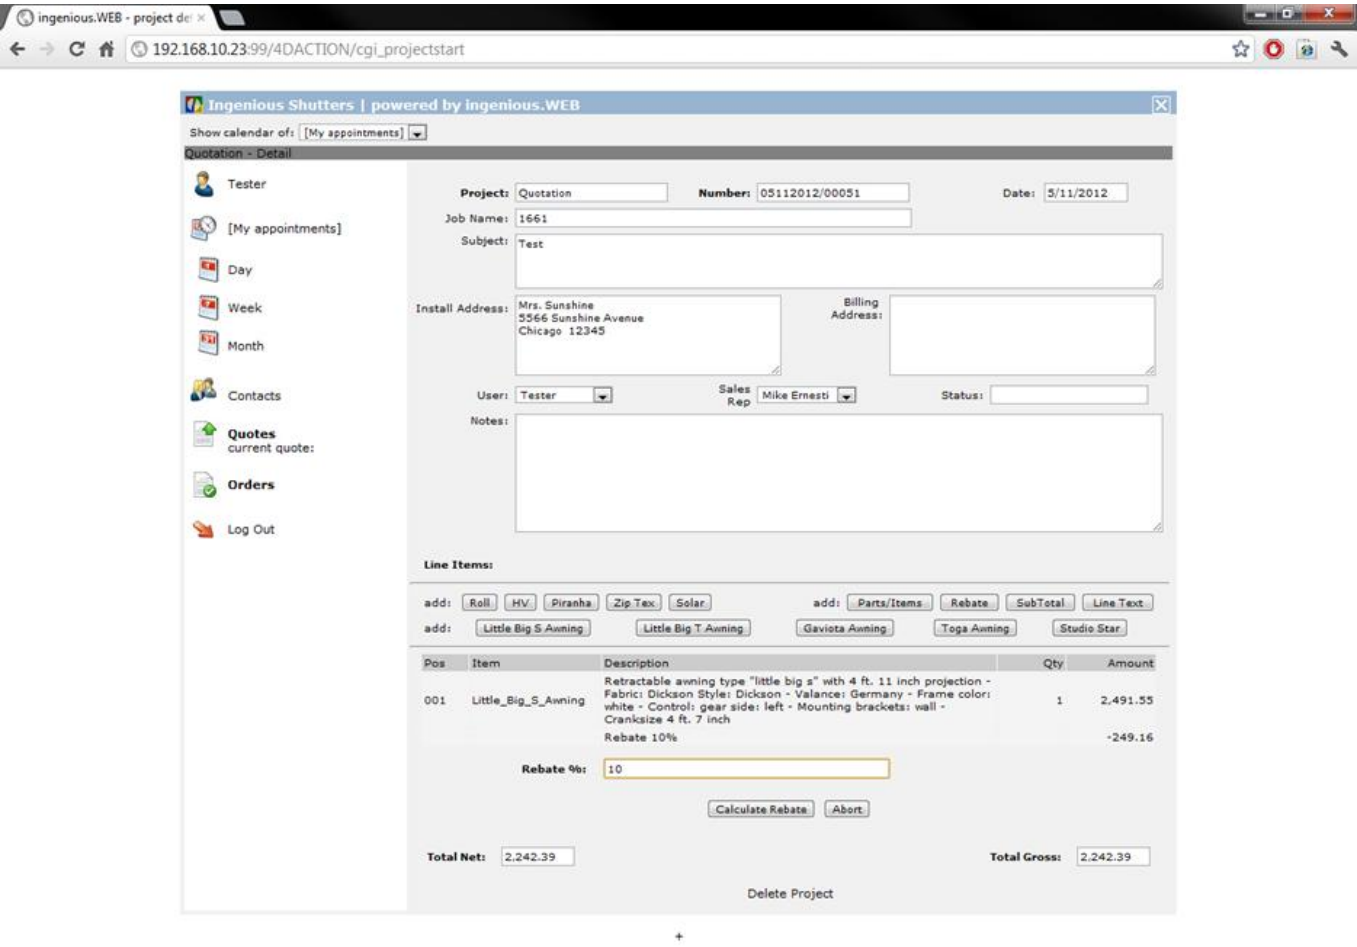 ingenious.WEB - project de
192.168.10.23:99/4DACTION/cgi_projectstart
Ingenious Shutters | powered by ingenious.WEB
Show calendar of: [My appointments]
Quotation - Detail
Tester
[My appointments]
Day
Week
Month
Contacts
Quotes
current quote:
Orders
Log Out
Project: Quotation Number: 05112012/00051 Date: 5/11/2012
Job Name: 1661
Subject: Test
Install Address: Mrs. Sunshine
5566 Sunshine Avenue
Chicago 12345
Billing
Address:
User: Tester Sales Rep Mike Ernesti Status:
Notes:
Line Items:
add: Roll HV Piranha Zip Tex Solar add: Parts/Items Rebate SubTotal Line Text
add: Little Big S Awning Little Big T Awning Gaviota Awning Toga Awning Studio Star
Pos Item Description Qty Amount
001 Little_Big_S_Awning Retractable awning type "little big s" with 4 ft. 11 inch projection -
Fabric: Dickson Style: Dickson - Valance: Germany - Frame color:
white - Control: gear side: left - Mounting brackets: wall -
Cranksize 4 ft. 7 inch 1 2,491.55
Rebate 10% -249.16
Rebate %: 10
Calculate Rebate Abort
Total Net: 2,242.39 Total Gross: 2,242.39
Delete Project
+